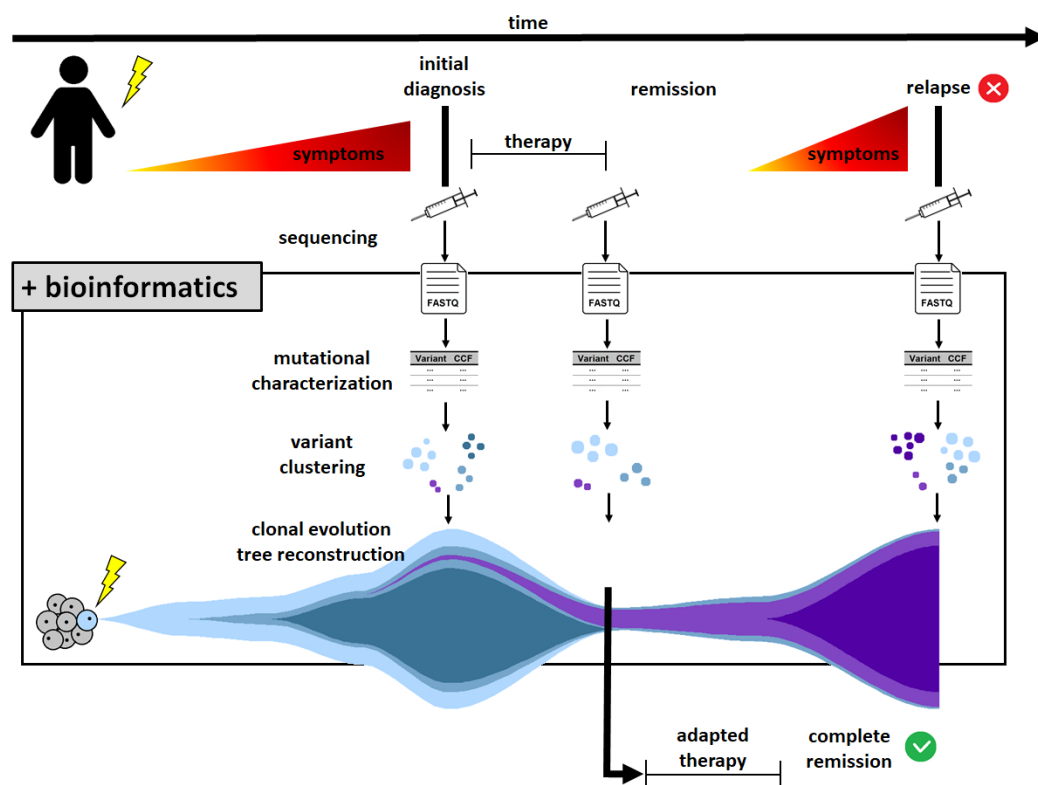 time
initial
diagnosis
remission
relapse
symptoms
therapy
symptoms
sequencing
+ bioinformatics
FASTQ
FASTQ
FASTQ
mutational
characterization
Variant CCF
... ...
... ...
... ...
Variant CCF
... ...
... ...
... ...
Variant CCF
... ...
... ...
... ...
variant
clustering
clonal evolution
tree reconstruction
adapted
therapy
complete
remission